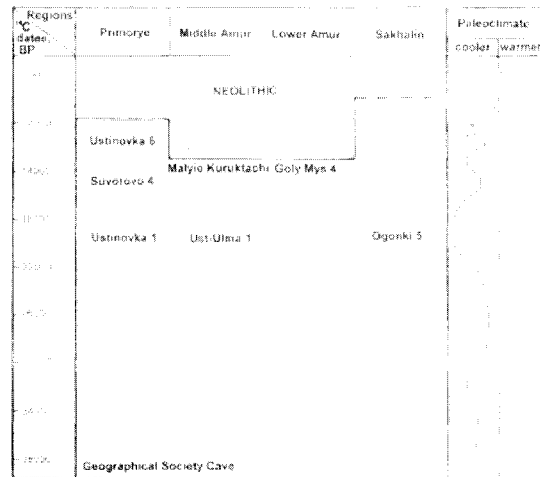 Regions
¹⁴C dates, BP
Primorye
Middle Amur
Lower Amur
Sakhalin
Paleoclimate
cooler
warmer
NEOLITHIC
Ustinovka 6
Malyie Kuruktachi
Goly Mys 4
Suvorovo 4
Ustinovka 1
Ust-Ulma 1
Ogonki 5
Geographical Society Cave